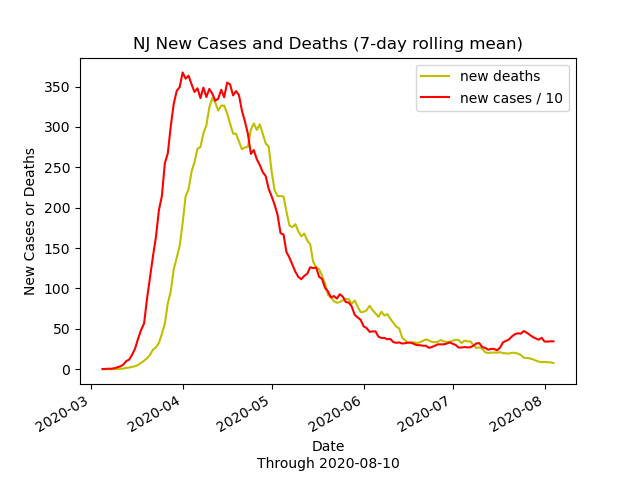 NJ New Cases and Deaths (7-day rolling mean)
new deaths
new cases / 10
New Cases or Deaths
350
300
250
200
150
100
50
0
2020-03
2020-04
2020-05
2020-06
2020-07
2020-08
Date
Through 2020-08-10